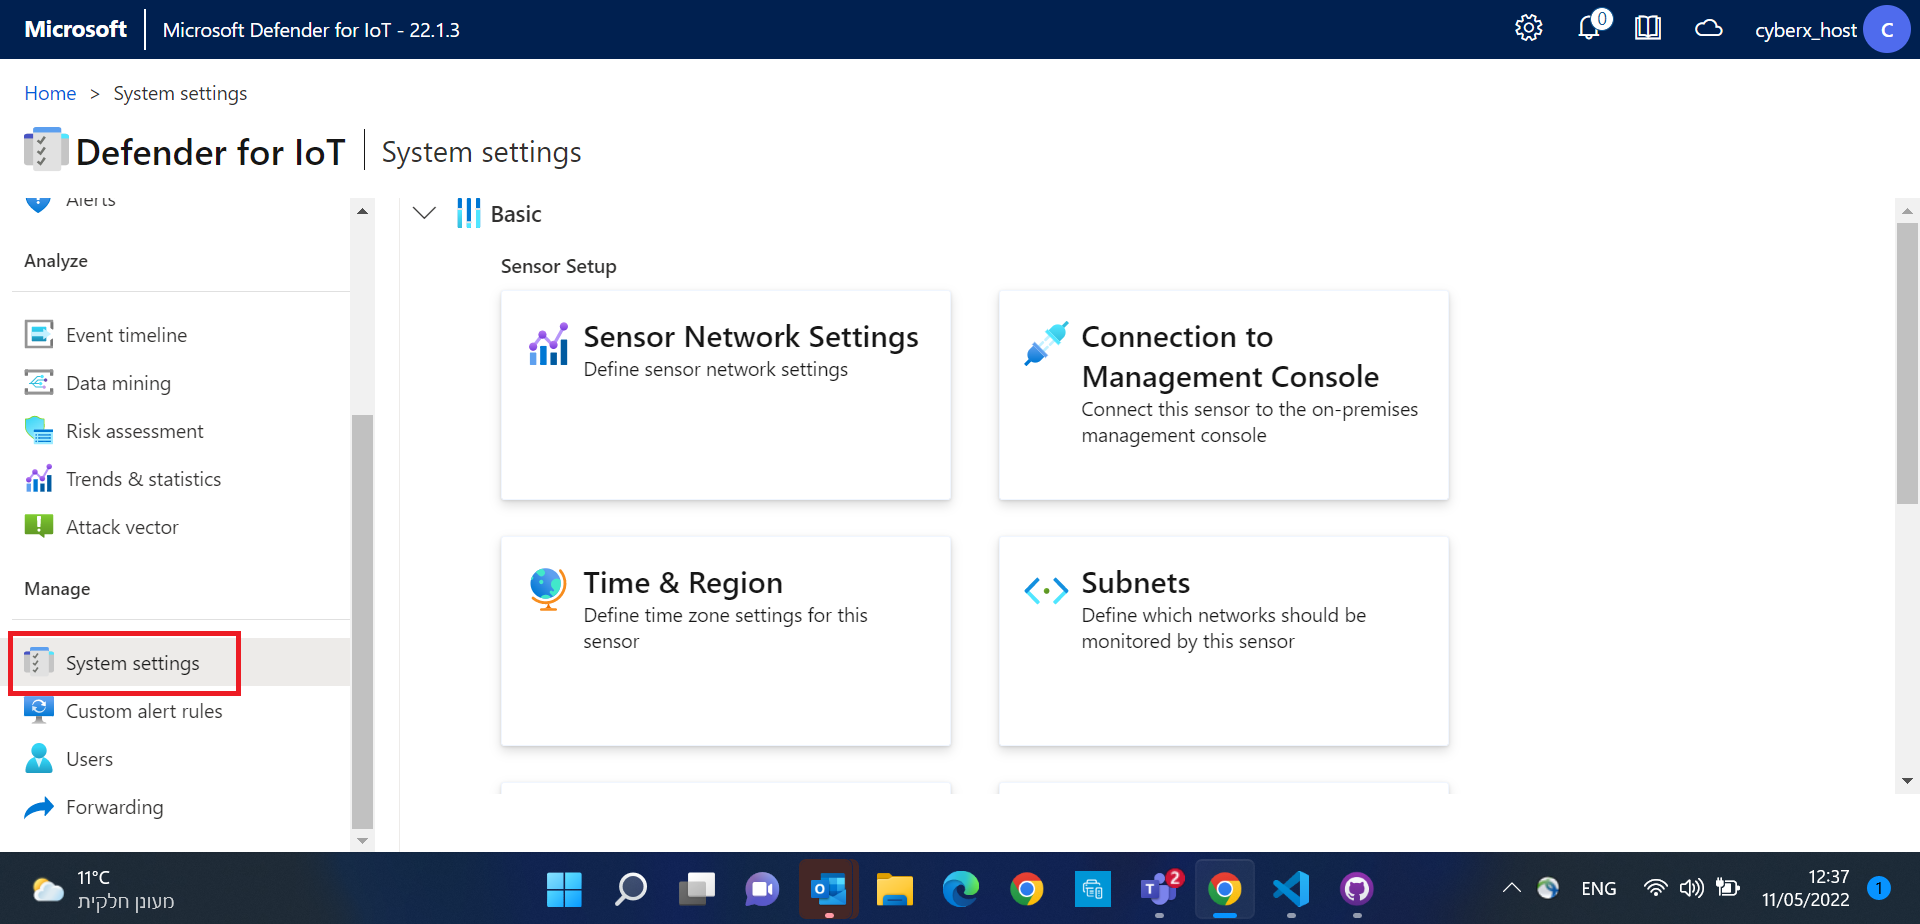 Microsoft
Microsoft Defender for IoT - 22.1.3
0
cyberx_host
C
Home > System settings
Defender for IoT
System settings
Alerts
Analyze
Event timeline
Data mining
Risk assessment
Trends & statistics
Attack vector
Manage
System settings
Custom alert rules
Users
Forwarding
Basic
Sensor Setup
Sensor Network Settings
Define sensor network settings
Connection to
Management Console
Connect this sensor to the on-premises
management console
Time & Region
Define time zone settings for this
sensor
Subnets
Define which networks should be
monitored by this sensor
11°C
מעונן חלקית
2
ENG
12:37
11/05/2022
1